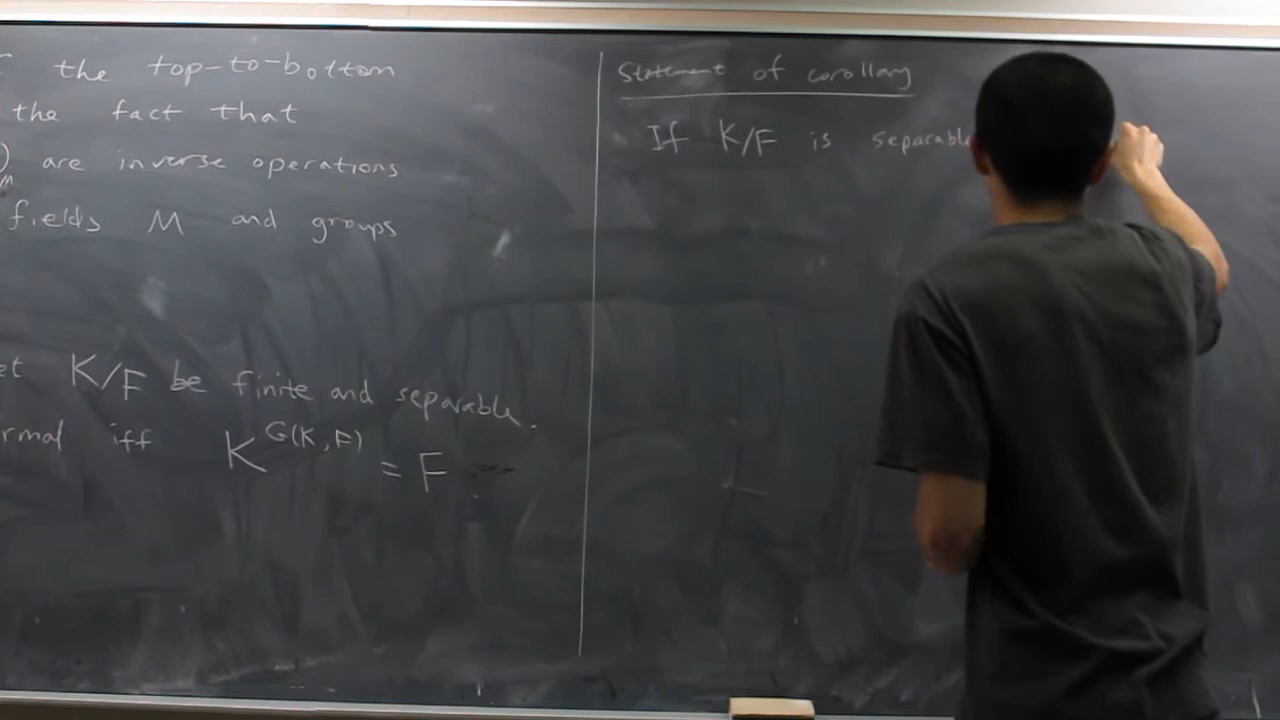 the top-to-bottom
the fact that
) are inverse operations
M
fields M and groups
et K/F be finite and separable.
rmal iff K^G(K,F) = F
Statement of corollary
If K/F is separable